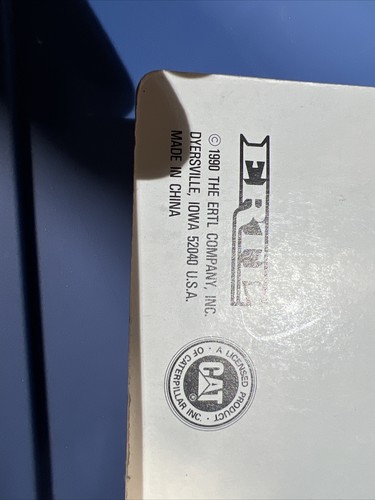 ERTL
© 1990 THE ERTL COMPANY, INC.
DYERSVILLE, IOWA 52040 U.S.A.
MADE IN CHINA
· A LICENSED PRODUCT ·
OF CATERPILLAR INC.
CAT
®